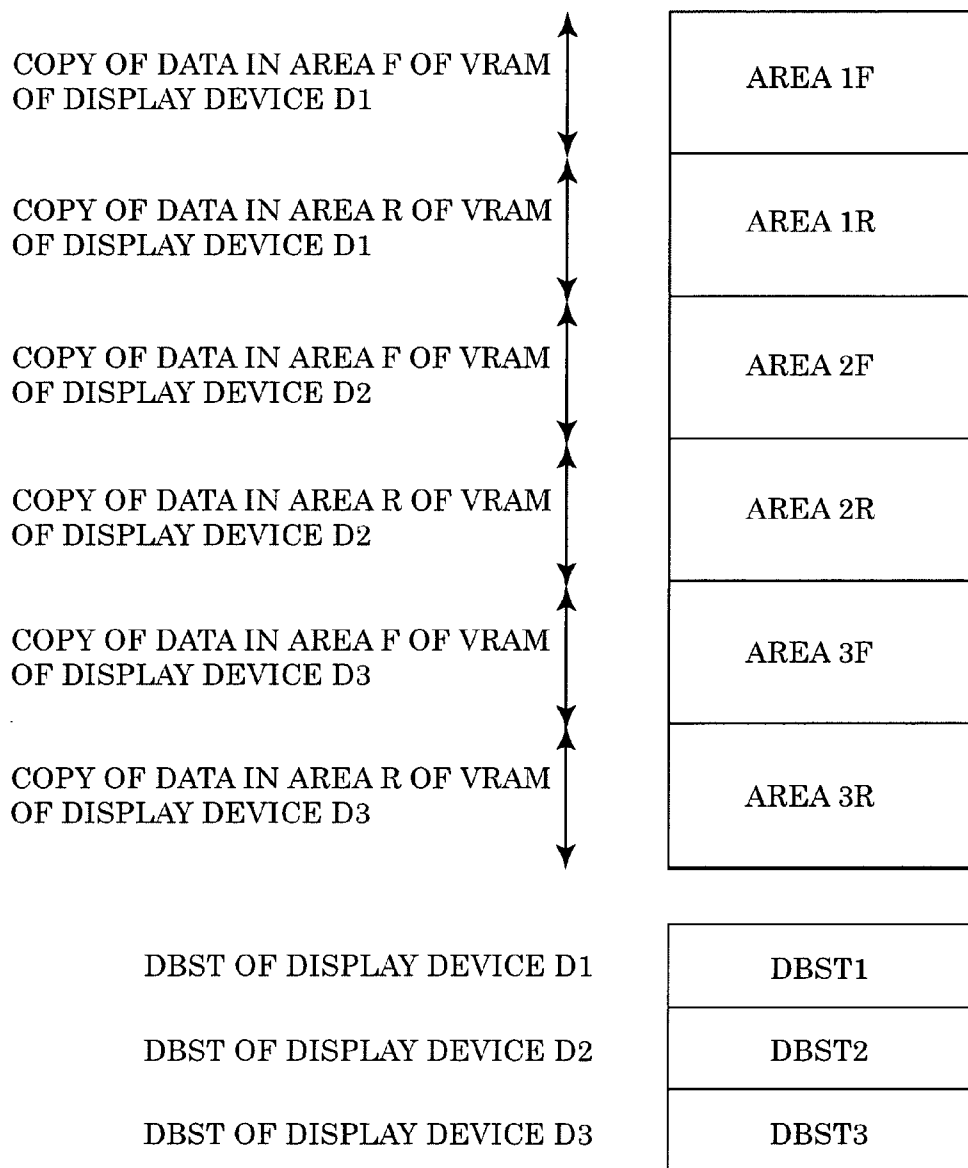 COPY OF DATA IN AREA F OF VRAM
OF DISPLAY DEVICE D1
AREA 1F
COPY OF DATA IN AREA R OF VRAM
OF DISPLAY DEVICE D1
AREA 1R
COPY OF DATA IN AREA F OF VRAM
OF DISPLAY DEVICE D2
AREA 2F
COPY OF DATA IN AREA R OF VRAM
OF DISPLAY DEVICE D2
AREA 2R
COPY OF DATA IN AREA F OF VRAM
OF DISPLAY DEVICE D3
AREA 3F
COPY OF DATA IN AREA R OF VRAM
OF DISPLAY DEVICE D3
AREA 3R
DBST OF DISPLAY DEVICE D1
DBST1
DBST OF DISPLAY DEVICE D2
DBST2
DBST OF DISPLAY DEVICE D3
DBST3